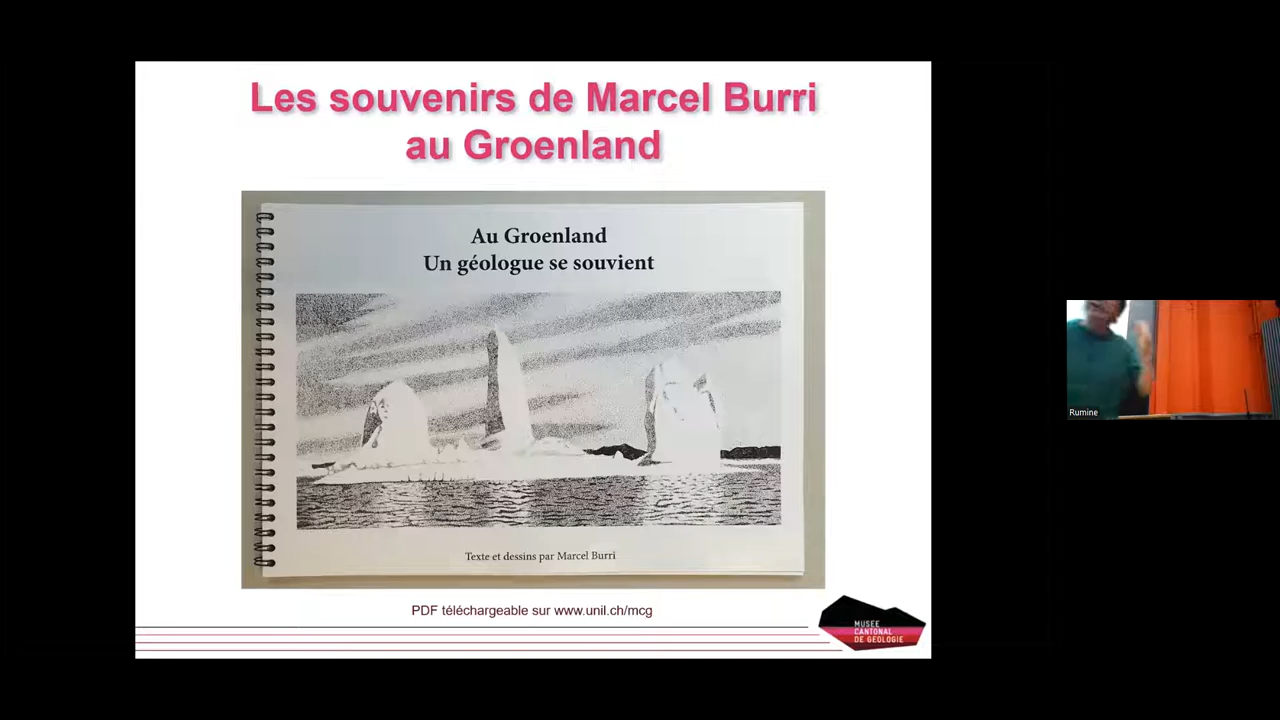 Les souvenirs de Marcel Burri
au Groenland
Au Groenland
Un géologue se souvient
Texte et dessins par Marcel Burri
PDF téléchargeable sur www.unil.ch/mcg
MUSEE
CANTONAL
DE GEOLOGIE
Rumine